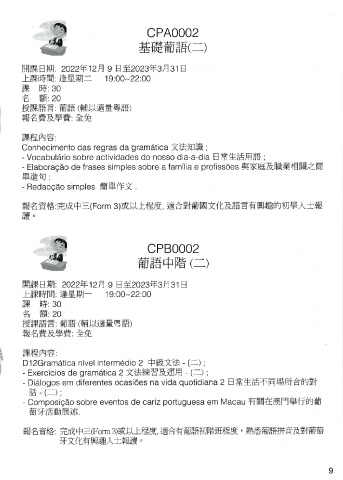 CPA0002
基礎葡語(二)
開課日期: 2022年12月 9 日至2023年3月31日
上課時間: 逢星期二 19:00~22:00
課 時: 30
名 額: 20
授課語言: 葡語 (輔以適量粵語)
報名費及學費: 全免
課程內容:
Conhecimento das regras da gramática 文法知識 ;
- Vocabulário sobre actividades do nosso dia-a-dia 日常生活用語 ;
- Elaboração de frases simples sobre a família e profissões 與家庭及職業相關之簡
單造句 ;
- Redacção simples 簡單作文 .
報名資格:完成中三(Form 3)或以上程度, 適合對葡國文化及語言有興趣的初學人士報
讀。
CPB0002
葡語中階 (二)
開課日期: 2022年12月 9 日至2023年3月31日
上課時間: 逢星期一 19:00~22:00
課 時: 30
名 額: 20
授課語言: 葡語 (輔以適量粵語)
報名費及學費: 全免
課程內容:
D12Gramática nível intermédio 2 中級文法 - (二) ;
- Exercícios de gramática 2 文法練習及運用 - (二) ;
- Diálogos em diferentes ocasiões na vida quotidiana 2 日常生活不同場所合的對
話 - (二) ;
- Composição sobre eventos de cariz portuguesa em Macau 有關在澳門舉行的葡
萄牙活動展述.
報名資格: 完成中三(Form 3)或以上程度, 適合有葡語初階班程度，熟悉葡語拼音及對葡萄
牙文化有興趣人士報讀。
9